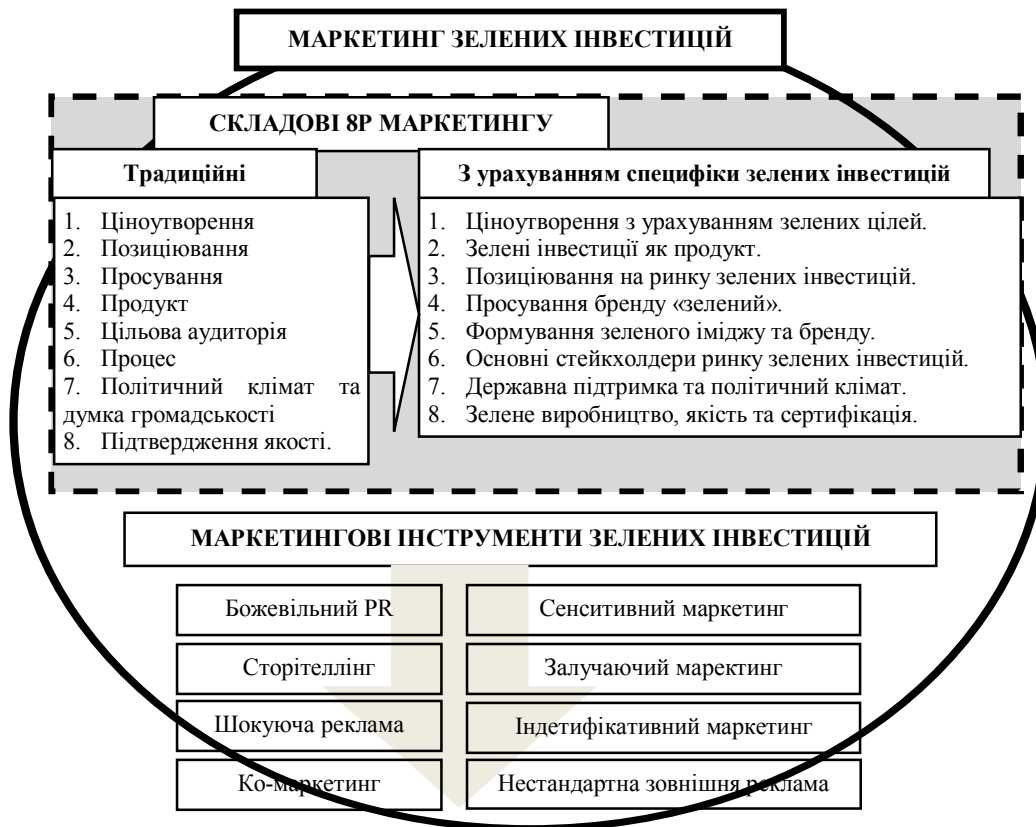 МАРКЕТИНГ ЗЕЛЕНИХ ІНВЕСТИЦІЙ
СКЛАДОВІ 8Р МАРКЕТИНГУ
Традиційні
1. Ціноутворення
2. Позиціювання
3. Просування
4. Продукт
5. Цільова аудиторія
6. Процес
7. Політичний клімат та
думка громадськості
8. Підтвердження якості.
З урахуванням специфіки зелених інвестицій
1. Ціноутворення з урахуванням зелених цілей.
2. Зелені інвестиції як продукт.
3. Позиціювання на ринку зелених інвестицій.
4. Просування бренду «зелений».
5. Формування зеленого іміджу та бренду.
6. Основні стейкхолдери ринку зелених інвестицій.
7. Державна підтримка та політичний клімат.
8. Зелене виробництво, якість та сертифікація.
МАРКЕТИНГОВІ ІНСТРУМЕНТИ ЗЕЛЕНИХ ІНВЕСТИЦІЙ
Божевільний PR
Сенситивний маркетинг
Сторітеллінг
Залучаючий маректинг
Шокуюча реклама
Індетифікативний маркетинг
Ко-маркетинг
Нестандартна зовнішня реклама